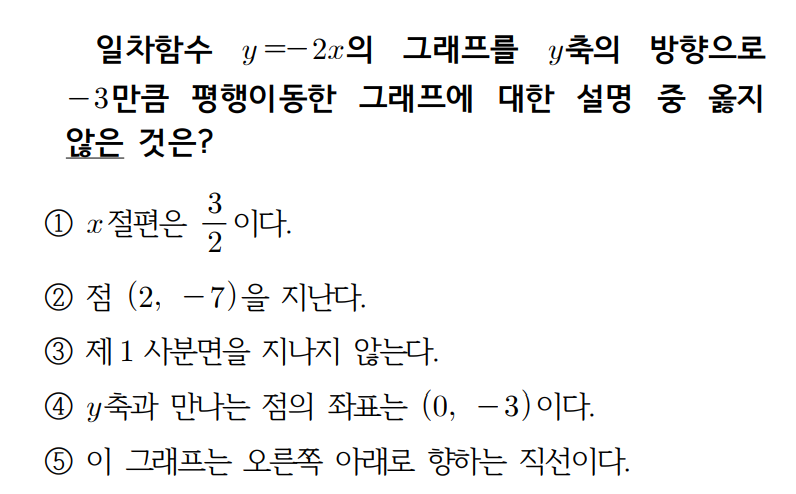 일차함수 y=-2x의 그래프를 y축의 방향으로
-3만큼 평행이동한 그래프에 대한 설명 중 옳지
않은 것은?
① x절편은 3/2이다.
② 점 (2, -7)을 지난다.
③ 제1 사분면을 지나지 않는다.
④ y축과 만나는 점의 좌표는 (0, -3)이다.
⑤ 이 그래프는 오른쪽 아래로 향하는 직선이다.